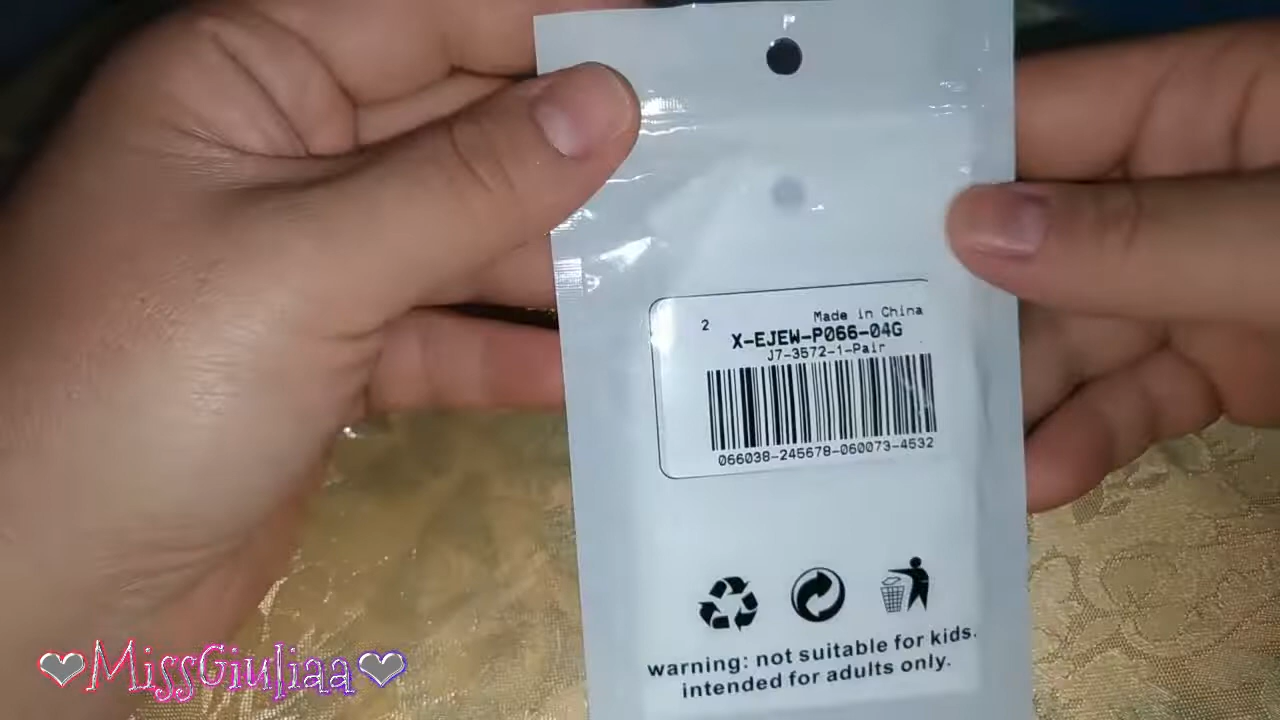 Made in China
2
X-EJEW-P066-04G
J7-3572-1-Pair
066038-245678-060073-4532
warning: not suitable for kids.
intended for adults only.
MissGiuliaa